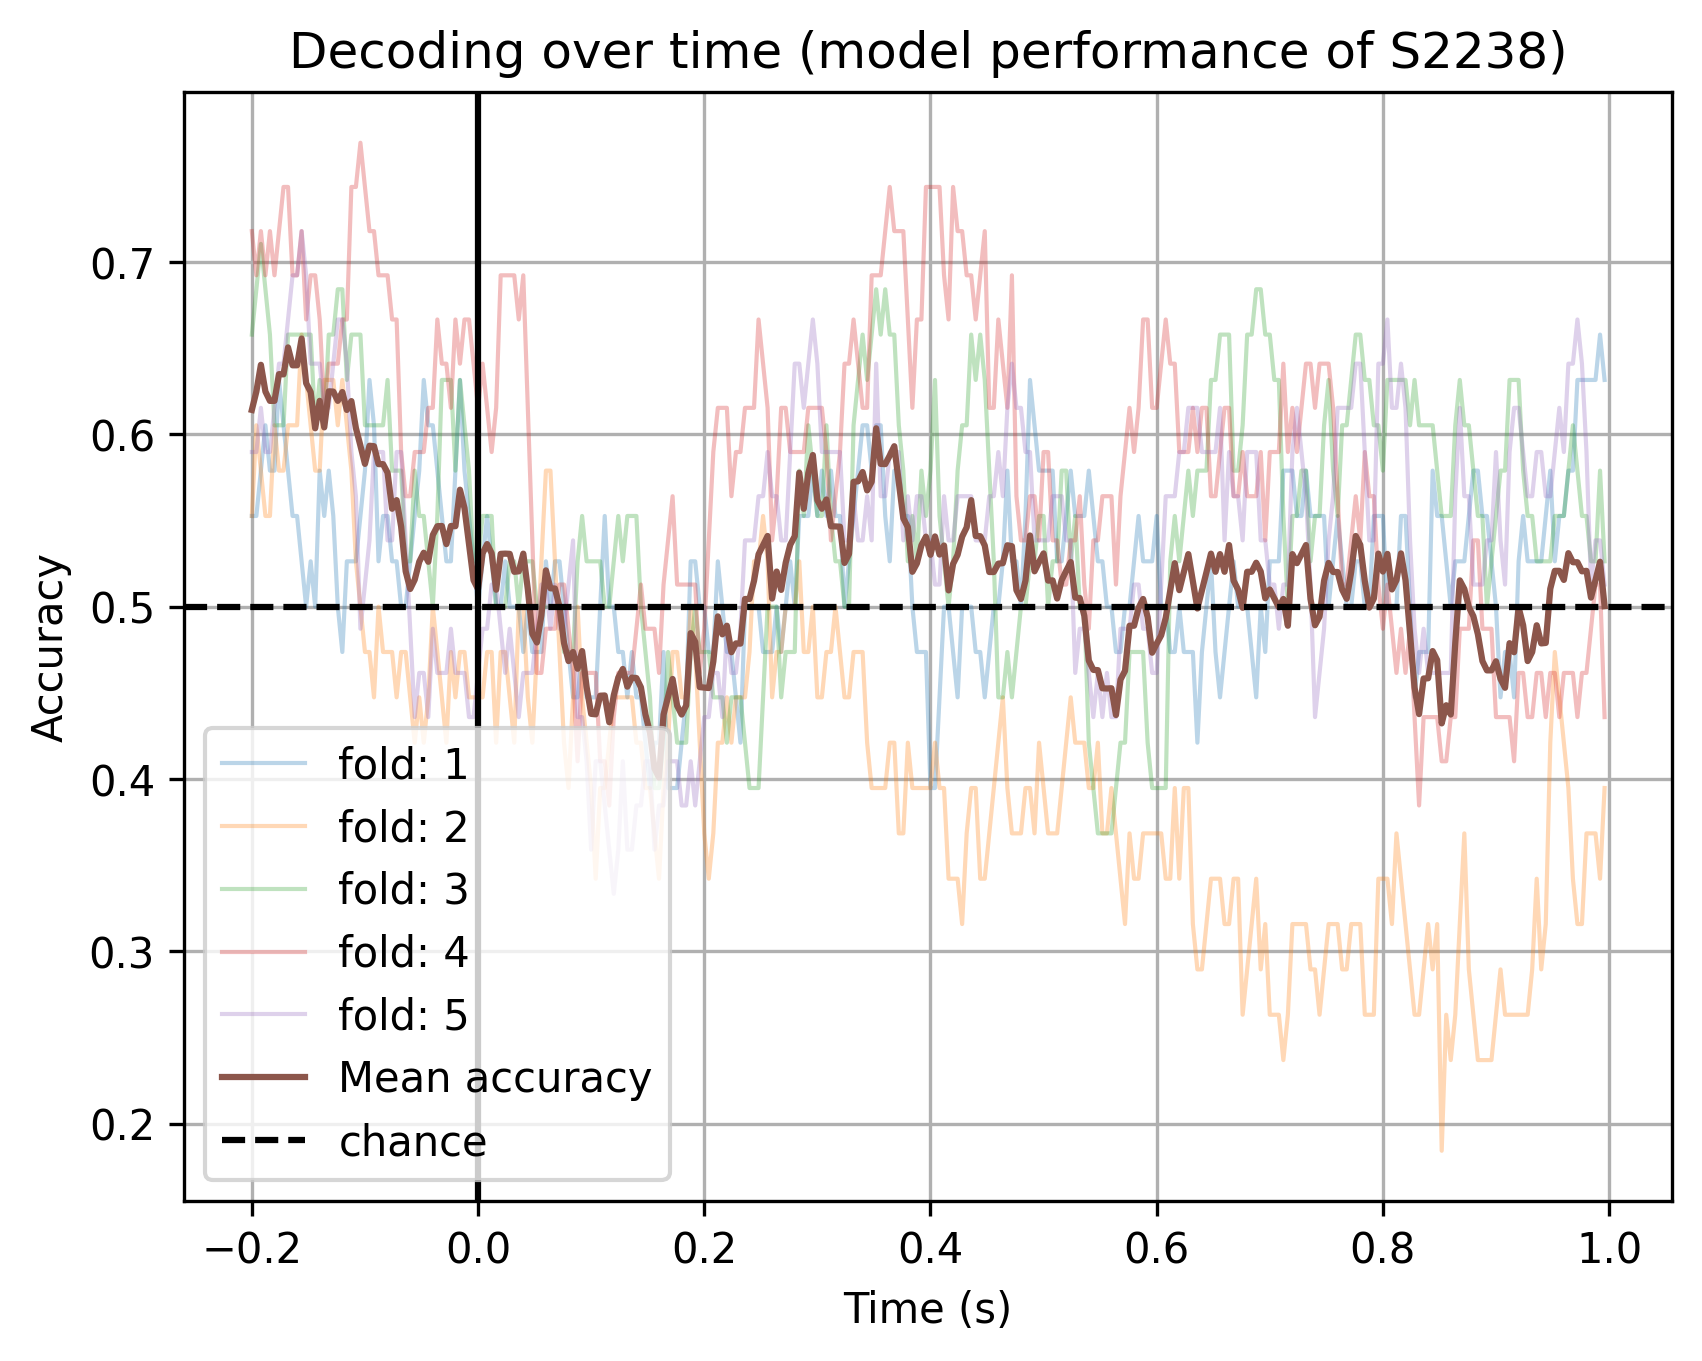 Decoding over time (model performance of S2238)
Accuracy
0.7
0.6
0.5
0.4
0.3
0.2
fold: 1
fold: 2
fold: 3
fold: 4
fold: 5
Mean accuracy
chance
−0.2 0.0 0.2 0.4 0.6 0.8 1.0
Time (s)